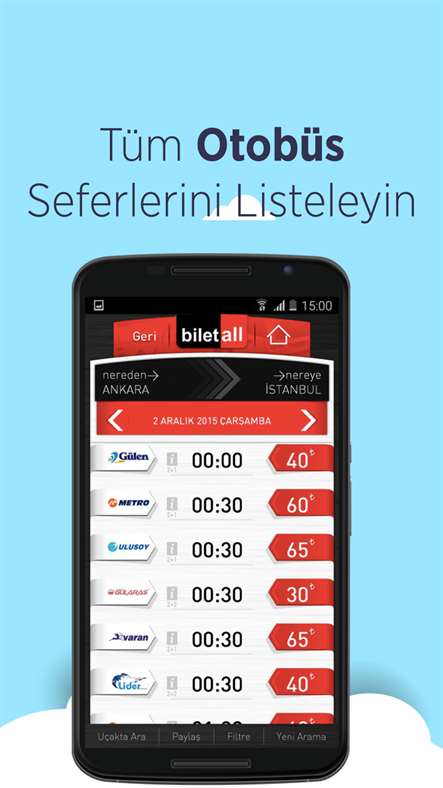 Tüm Otobüs
Seferlerini Listeleyin
15:00
Geri
biletall
nereden→
→nereye
ANKARA
İSTANBUL
2 ARALIK 2015 ÇARŞAMBA
Gülen
i
2+1
00:00
40₺
METRO
i
2+1
00:30
60₺
ULUSOY
i
2+1
00:30
65₺
GÜLARAS
i
2+2
00:30
30₺
varan
i
2+1
00:30
65₺
Lider
i
2+1
00:30
40₺
Uçakta Ara
Paylaş
Filtre
Yeni Arama